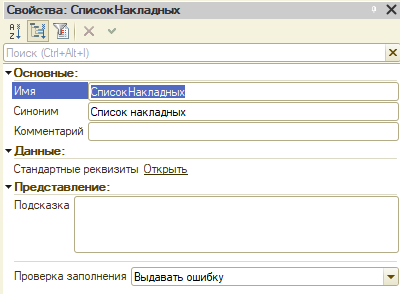 Свойства: СписокНакладных
Поиск (Ctrl+Alt+I)
Основные:
Имя СписокНакладных
Синоним Список накладных
Комментарий
Данные:
Стандартные реквизиты Открыть
Представление:
Подсказка
Проверка заполнения Выдавать ошибку